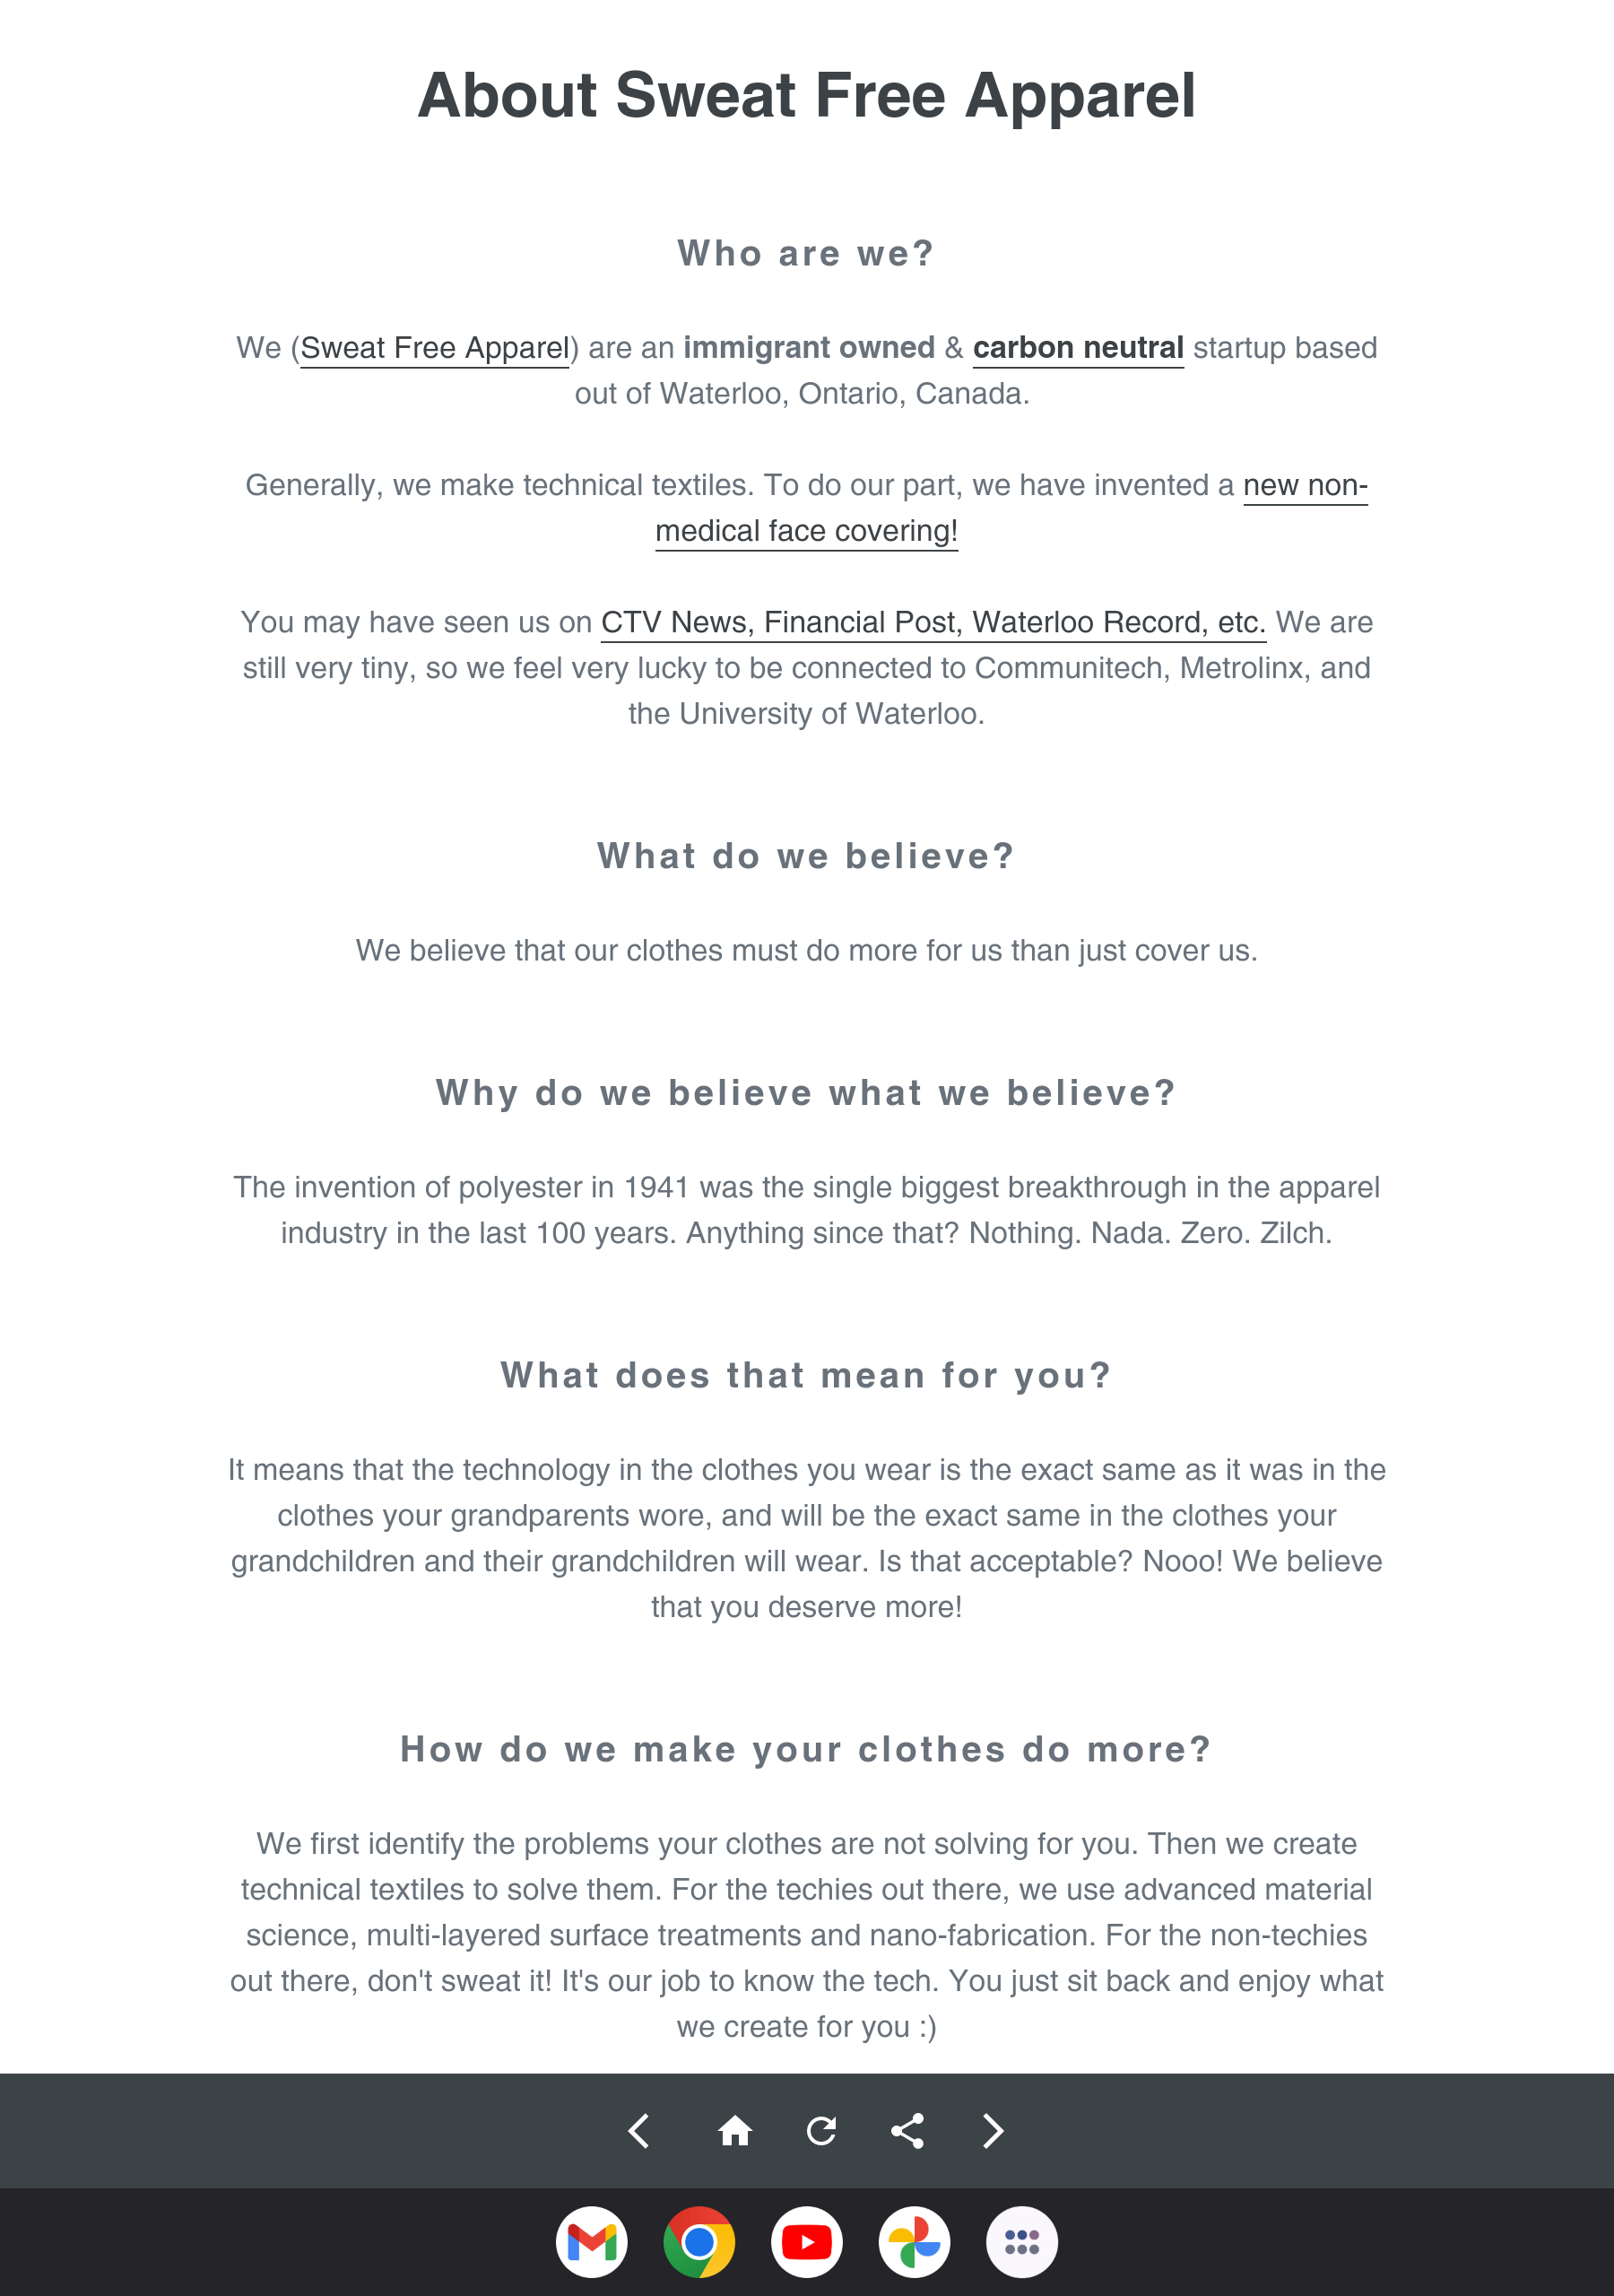 About Sweat Free Apparel
Who are we?
We (Sweat Free Apparel) are an immigrant owned & carbon neutral startup based
out of Waterloo, Ontario, Canada.
Generally, we make technical textiles. To do our part, we have invented a new non-
medical face covering!
You may have seen us on CTV News, Financial Post, Waterloo Record, etc. We are
still very tiny, so we feel very lucky to be connected to Communitech, Metrolinx, and
the University of Waterloo.
What do we believe?
We believe that our clothes must do more for us than just cover us.
Why do we believe what we believe?
The invention of polyester in 1941 was the single biggest breakthrough in the apparel
industry in the last 100 years. Anything since that? Nothing. Nada. Zero. Zilch.
What does that mean for you?
It means that the technology in the clothes you wear is the exact same as it was in the
clothes your grandparents wore, and will be the exact same in the clothes your
grandchildren and their grandchildren will wear. Is that acceptable? Nooo! We believe
that you deserve more!
How do we make your clothes do more?
We first identify the problems your clothes are not solving for you. Then we create
technical textiles to solve them. For the techies out there, we use advanced material
science, multi-layered surface treatments and nano-fabrication. For the non-techies
out there, don't sweat it! It's our job to know the tech. You just sit back and enjoy what
we create for you :)